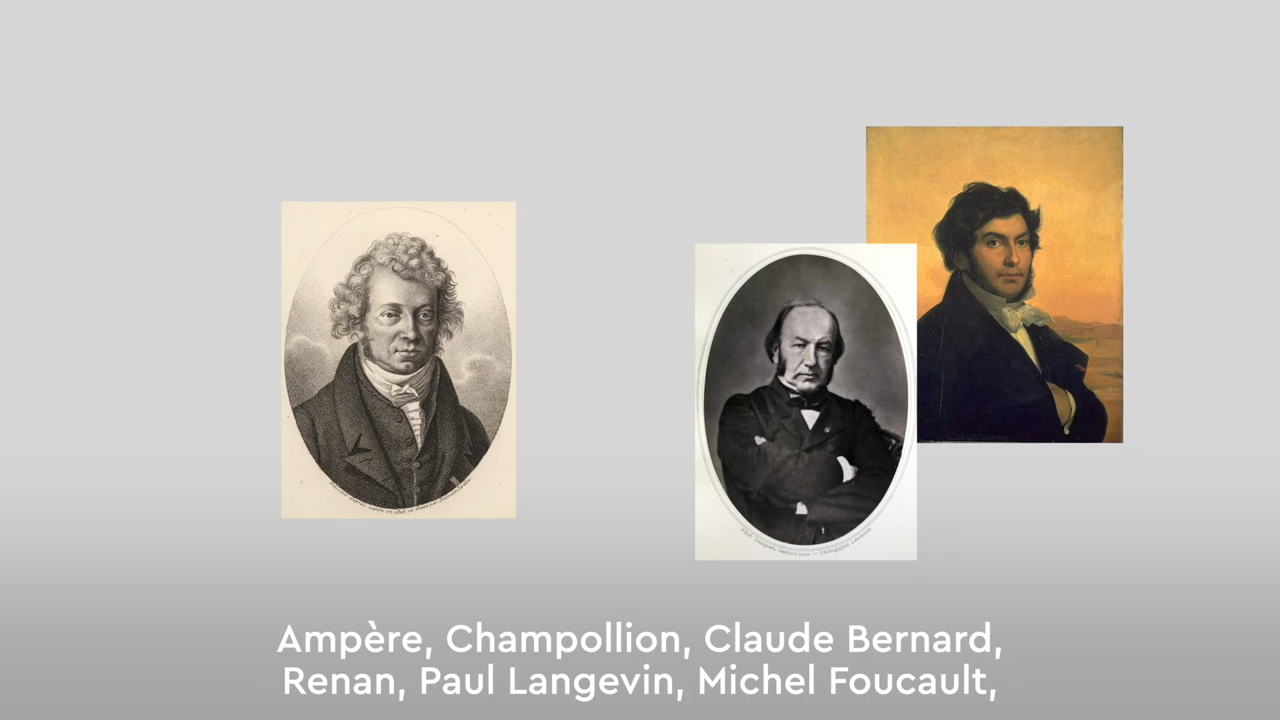 Ampère, Champollion, Claude Bernard,
Renan, Paul Langevin, Michel Foucault,